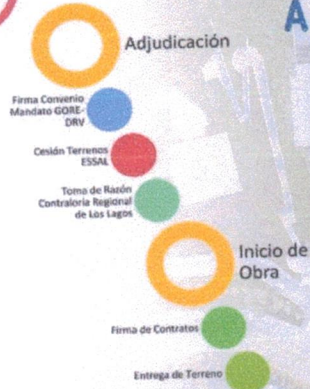 A
Adjudicación
Firma Convenio
Mandato GORE-
DRV
Cesión Terrenos
ESSAL
Toma de Razón
Contraloría Regional
de Los Lagos
Inicio de
Obra
Firma de Contratos
Entrega de Terreno